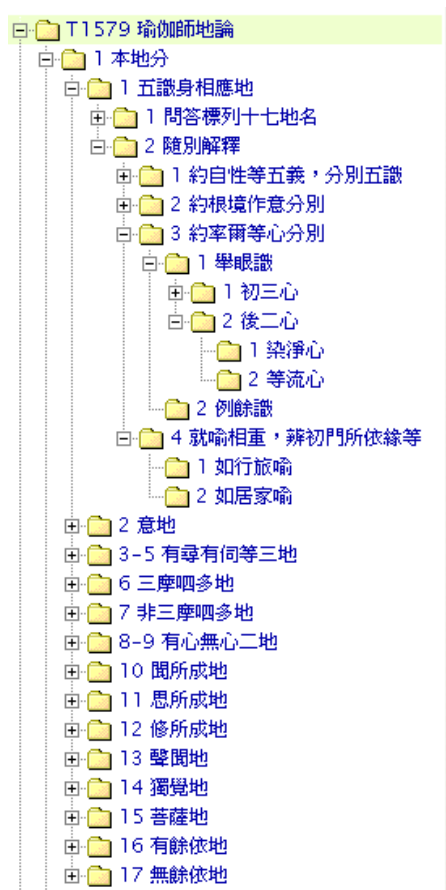 T1579 瑜伽師地論
1 本地分
1 五識身相應地
1 問答標列十七地名
2 隨別解釋
1 約自性等五義，分別五識
2 約根境作意分別
3 約率爾等心分別
1 舉眼識
1 初三心
2 後二心
1 染淨心
2 等流心
2 例餘識
4 就喻相重，辨初門所依緣等
1 如行旅喻
2 如居家喻
2 意地
3-5 有尋有伺等三地
6 三摩呬多地
7 非三摩呬多地
8-9 有心無心二地
10 聞所成地
11 思所成地
12 修所成地
13 聲聞地
14 獨覺地
15 菩薩地
16 有餘依地
17 無餘依地